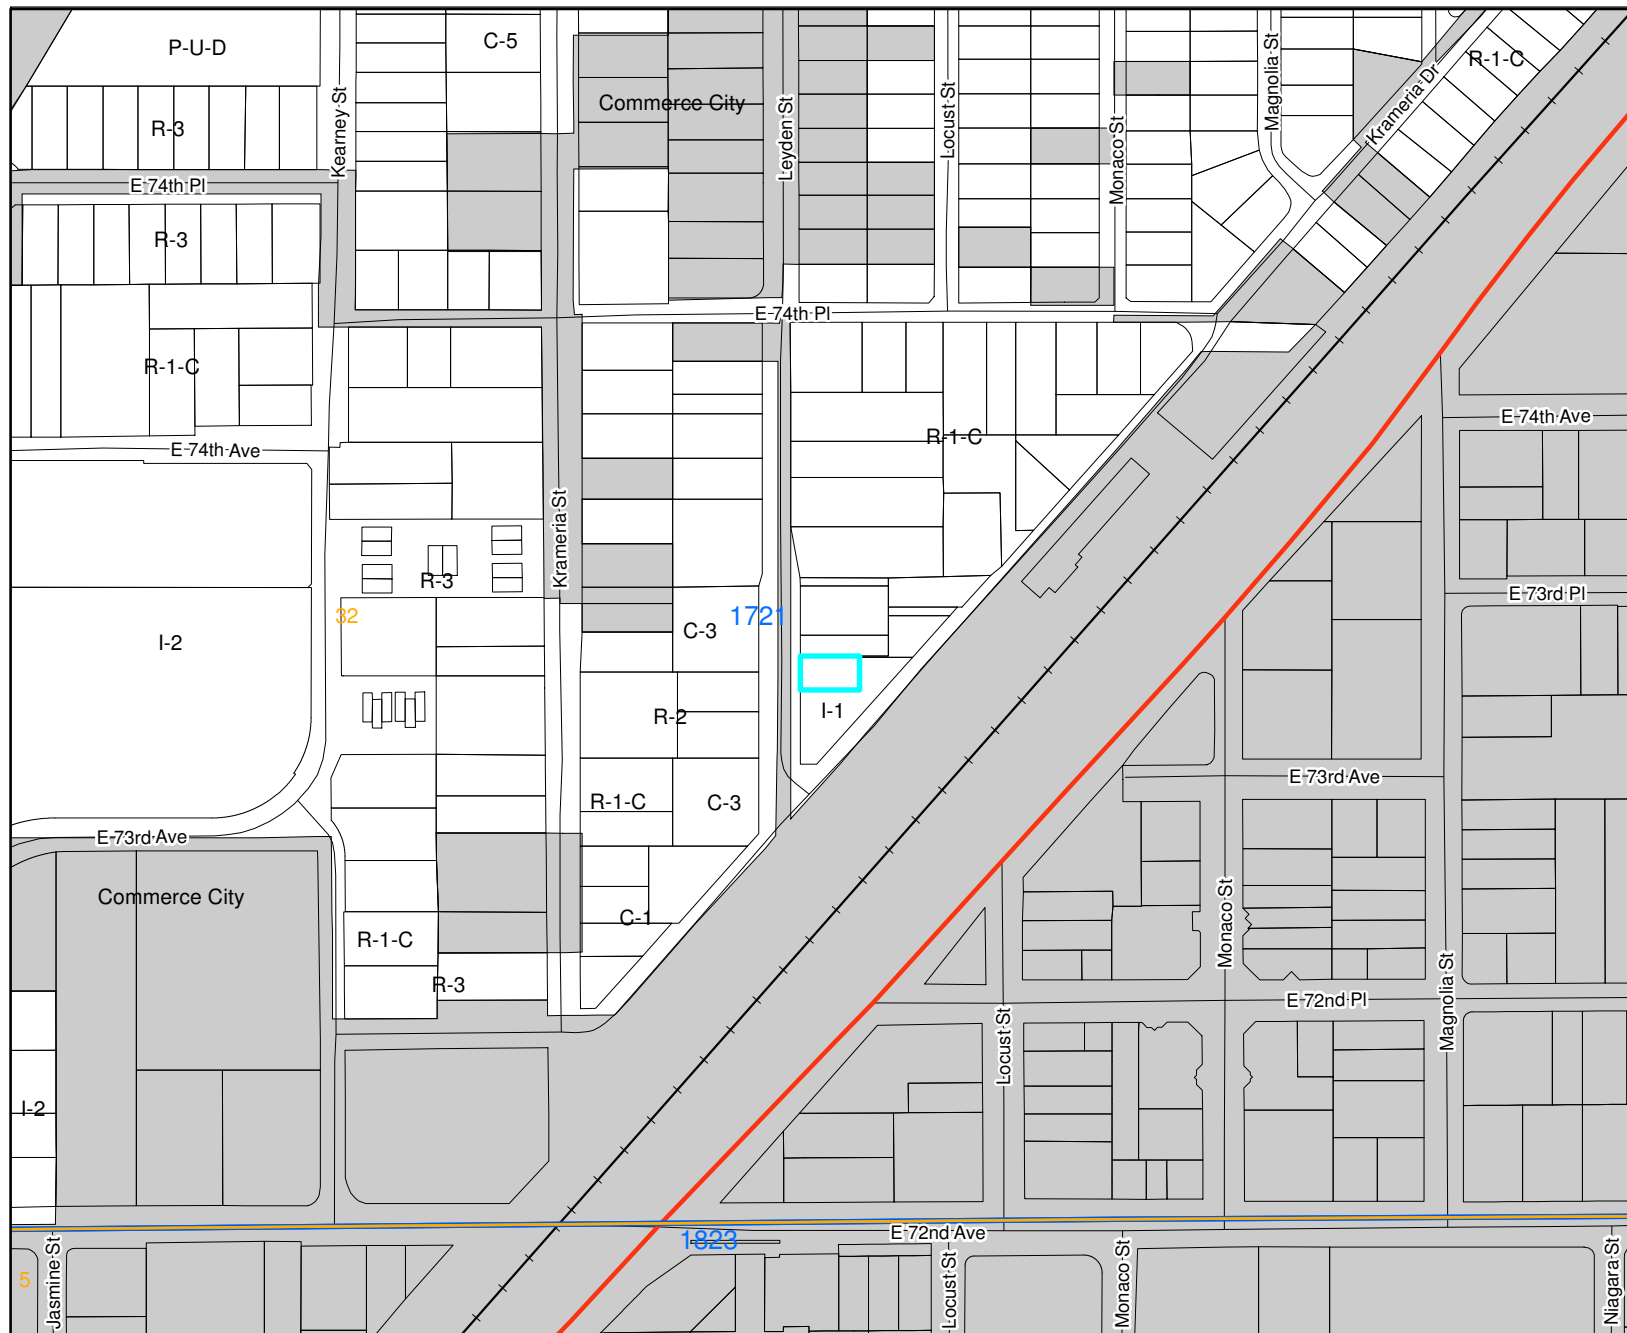 P-U-D
C-5
R-1-C
Kearney St
Commerce City
Leyden St
Locust St
Monaco St
Magnolia St
Krameria Dr
R-3
E 74th Pl
R-3
E 74th Pl
R-1-C
E 74th Ave
E 74th Ave
R-1-C
Krameria St
R-3
E 73rd Pl
32
1721
C-3
I-2
R-2
I-1
E 73rd Ave
R-1-C
C-3
E 73rd Ave
Commerce City
C-1
R-1-C
Monaco St
R-3
Magnolia St
E 72nd Pl
Locust St
I-2
E 72nd Ave
1823
5
Jasmine St
Locust St
Monaco St
Niagara St